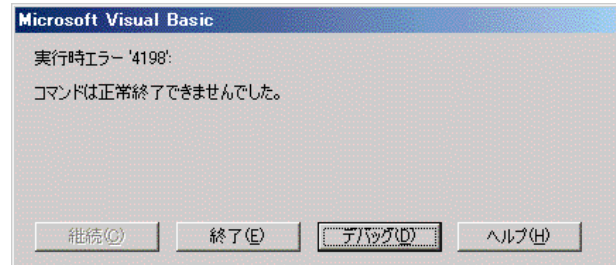 Microsoft Visual Basic
実行時エラー '4198':
コマンドは正常終了できませんでした。
継続(C)
終了(E)
デバッグ(D)
ヘルプ(H)